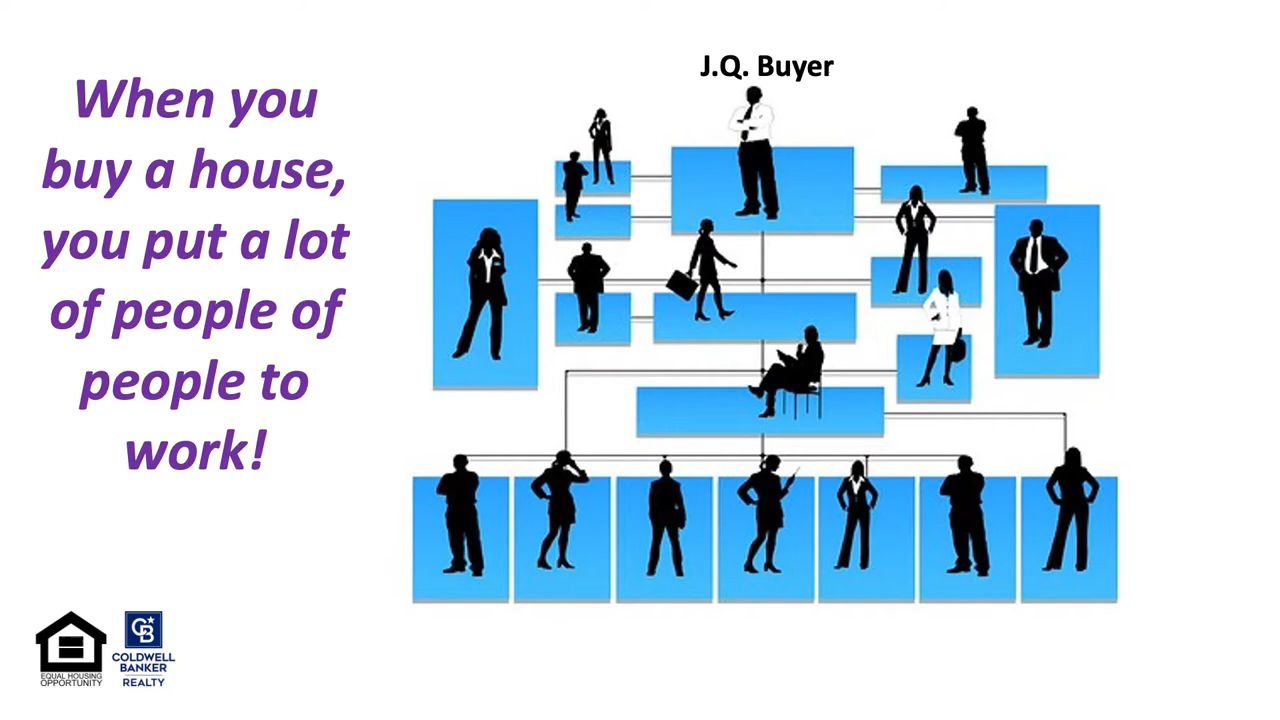 When you
buy a house,
you put a lot
of people of
people to
work!
J.Q. Buyer
EQUAL HOUSING
OPPORTUNITY
CB
COLDWELL
BANKER
REALTY